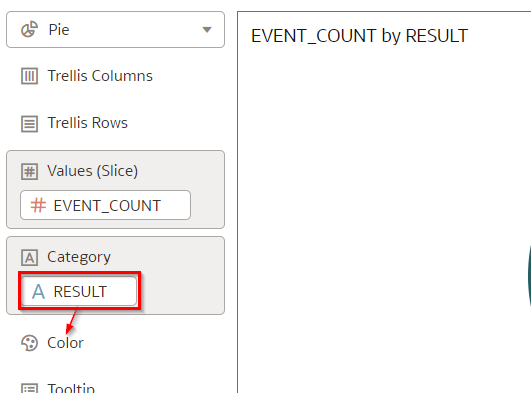 Pie
EVENT_COUNT by RESULT
Trellis Columns
Trellis Rows
Values (Slice)
EVENT_COUNT
Category
A RESULT
Color
Tooltip